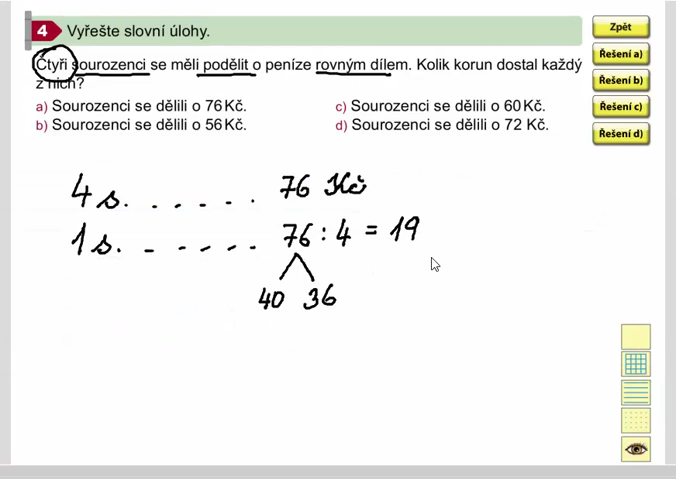 4 Vyřešte slovní úlohy.
Čtyři sourozenci se měli podělit o peníze rovným dílem. Kolik korun dostal každý
z nich?
a) Sourozenci se dělili o 76 Kč.
b) Sourozenci se dělili o 56 Kč.
c) Sourozenci se dělili o 60 Kč.
d) Sourozenci se dělili o 72 Kč.
4 s. . . . . . . 76 Kč
1 s. - - - - - - 76 : 4 = 19
40 36
Zpět
Řešení a)
Řešení b)
Řešení c)
Řešení d)